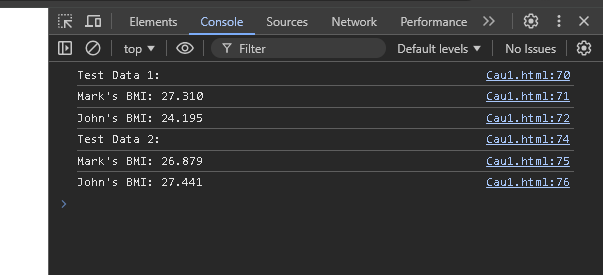 Elements Console Sources Network Performance
top Filter Default levels No Issues
Test Data 1: Cau1.html:70
Mark's BMI: 27.310 Cau1.html:71
John's BMI: 24.195 Cau1.html:72
Test Data 2: Cau1.html:74
Mark's BMI: 26.879 Cau1.html:75
John's BMI: 27.441 Cau1.html:76